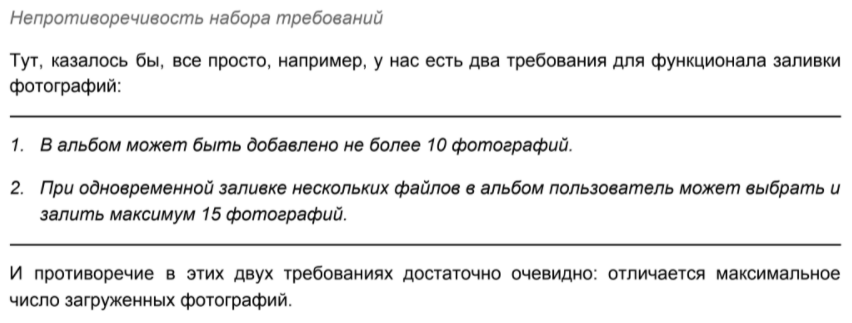 Непротиворечивость набора требований
Тут, казалось бы, все просто, например, у нас есть два требования для функционала заливки
фотографий:
1. В альбом может быть добавлено не более 10 фотографий.
2. При одновременной заливке нескольких файлов в альбом пользователь может выбрать и
залить максимум 15 фотографий.
И противоречие в этих двух требованиях достаточно очевидно: отличается максимальное
число загруженных фотографий.